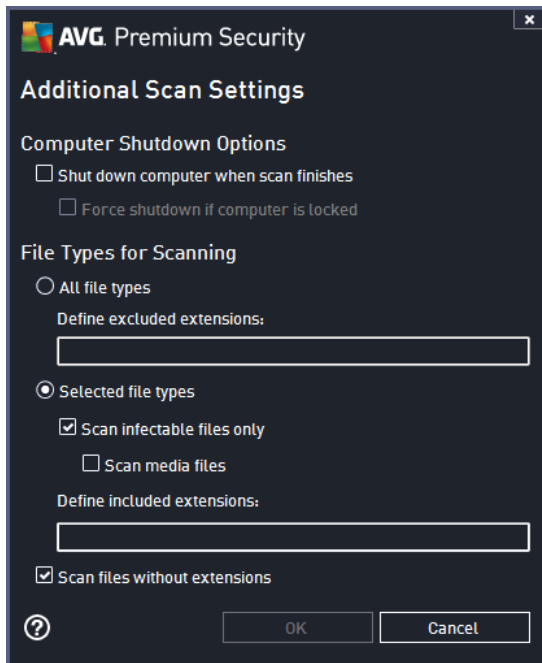 AVG. Premium Security
Additional Scan Settings
Computer Shutdown Options
Shut down computer when scan finishes
Force shutdown if computer is locked
File Types for Scanning
All file types
Define excluded extensions:
Selected file types
Scan infectable files only
Scan media files
Define included extensions:
Scan files without extensions
? OK Cancel